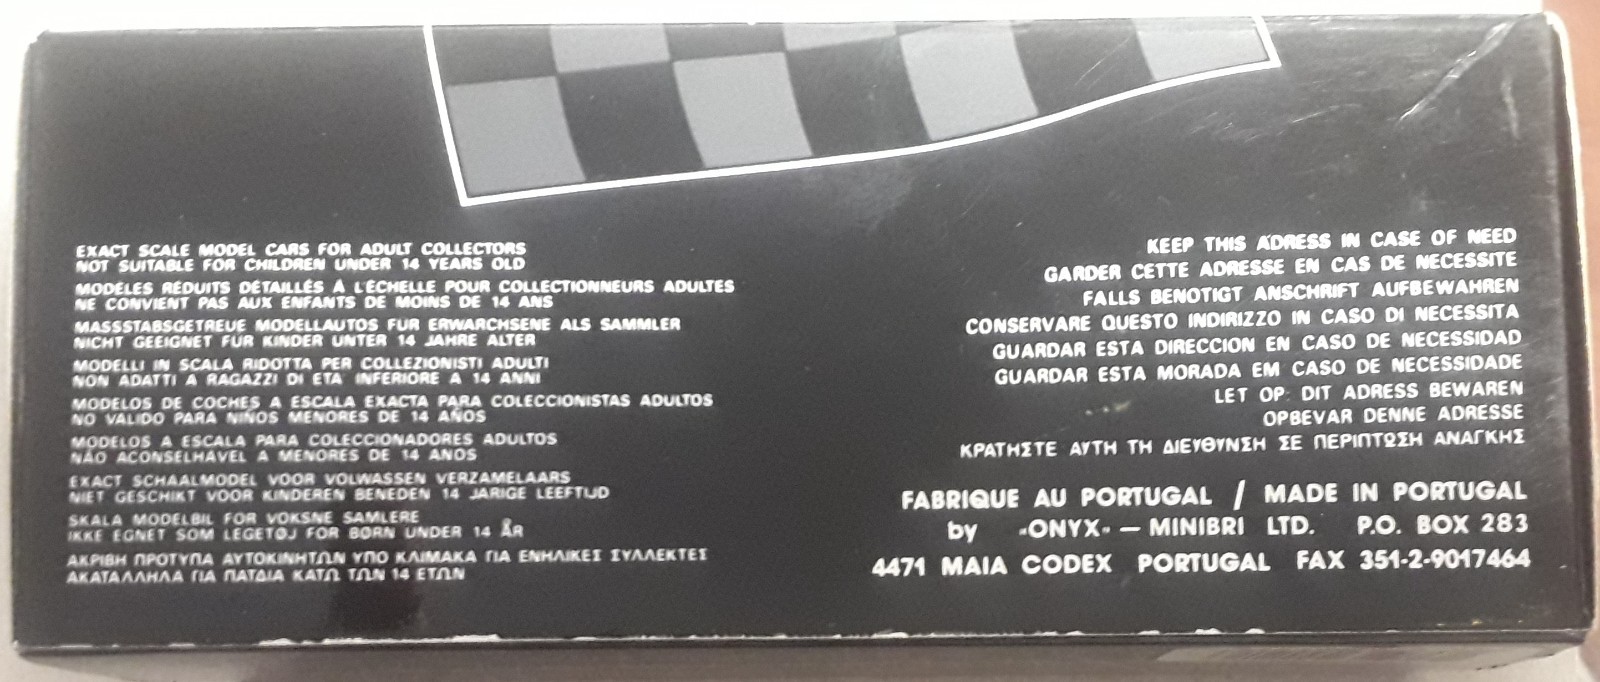 EXACT SCALE MODEL CARS FOR ADULT COLLECTORS
NOT SUITABLE FOR CHILDREN UNDER 14 YEARS OLD
MODELES RÉDUITS DÉTAILLÉS À L'ÉCHELLE POUR COLLECTIONNEURS ADULTES
NE CONVIENT PAS AUX ENFANTS DE MOINS DE 14 ANS
MASSSTABSGETREUE MODELLAUTOS FUR ERWARCHSENE ALS SAMMLER
NICHT GEEIGNET FUR KINDER UNTER 14 JAHRE ALTER
MODELLI IN SCALA RIDOTTA PER COLLEZIONISTI ADULTI
NON ADATTI A RAGAZZI DI ETA' INFERIORE A 14 ANNI
MODELOS DE COCHES A ESCALA EXACTA PARA COLECCIONISTAS ADULTOS
NO VALIDO PARA NIÑOS MENORES DE 14 AÑOS
MODELOS A ESCALA PARA COLECCIONADORES ADULTOS
NÃO ACONSELHAVEL A MENORES DE 14 ANOS
EXACT SCHAALMODEL VOOR VOLWASSEN VERZAMELAARS
NIET GESCHIKT VOOR KINDEREN BENEDEN 14 JARIGE LEEFTIJD
SKALA MODELBIL FOR VOKSNE SAMLERE
IKKE EGNET SOM LEGETØJ FOR BØRN UNDER 14 ÅR
ΑΚΡΙΒΗ ΠΡΟΤΥΠΑ ΑΥΤΟΚΙΝΗΤΩΝ ΥΠΟ ΚΛΙΜΑΚΑ ΓΙΑ ΕΝΗΛΙΚΕΣ ΣΥΛΛΕΚΤΕΣ
ΑΚΑΤΑΛΛΗΛΑ ΓΙΑ ΠΑΤΔΙΑ ΚΑΤΩ ΤΩΝ 14 ΕΤΩΝ
KEEP THIS ADRESS IN CASE OF NEED
GARDER CETTE ADRESSE EN CAS DE NECESSITE
FALLS BENOTIGT ANSCHRIFT AUFBEWAHREN
CONSERVARE QUESTO INDIRIZZO IN CASO DI NECESSITA
GUARDAR ESTA DIRECCION EN CASO DE NECESSIDAD
GUARDAR ESTA MORADA EM CASO DE NECESSIDADE
LET OP: DIT ADRESS BEWAREN
OPBEVAR DENNE ADRESSE
ΚΡΑΤΗΣΤΕ ΑΥΤΗ ΤΗ ΔΙΕΥΘΥΝΣΗ ΣΕ ΠΕΡΙΠΤΩΣΗ ΑΝΑΓΚΗΣ
FABRIQUE AU PORTUGAL / MADE IN PORTUGAL
by «ONYX» — MINIBRI LTD. P.O. BOX 283
4471 MAIA CODEX PORTUGAL FAX 351-2-9017464